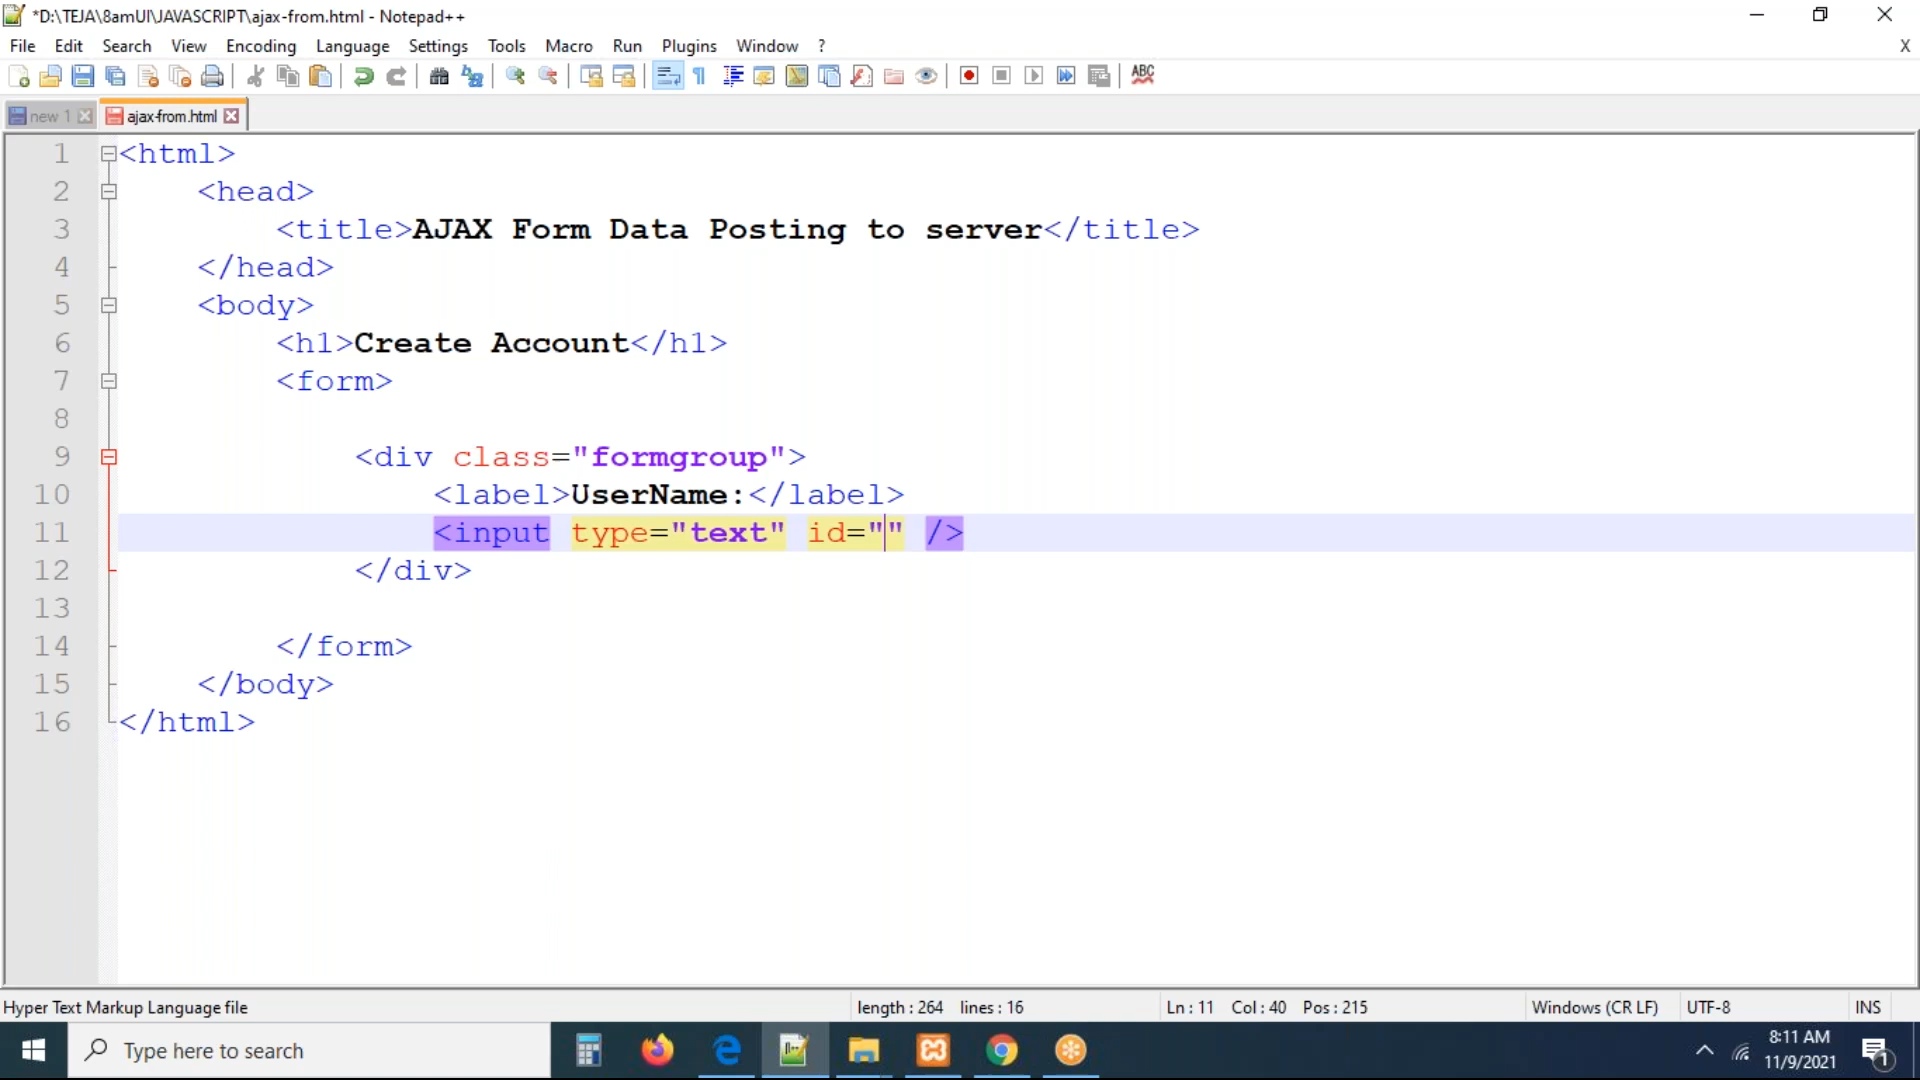 *D:\TEJA\8amUI\JAVASCRIPT\ajax-from.html - Notepad++
File Edit Search View Encoding Language Settings Tools Macro Run Plugins Window ? X
ABC
new 1 ajax-from.html
1 <html>
2 <head>
3 <title>AJAX Form Data Posting to server</title>
4 </head>
5 <body>
6 <h1>Create Account</h1>
7 <form>
8
9 <div class="formgroup">
10 <label>UserName:</label>
11 <input type="text" id="" />
12 </div>
13
14 </form>
15 </body>
16 </html>
Hyper Text Markup Language file length : 264 lines : 16 Ln : 11 Col : 40 Pos : 215 Windows (CR LF) UTF-8 INS
Type here to search
8:11 AM
11/9/2021
1